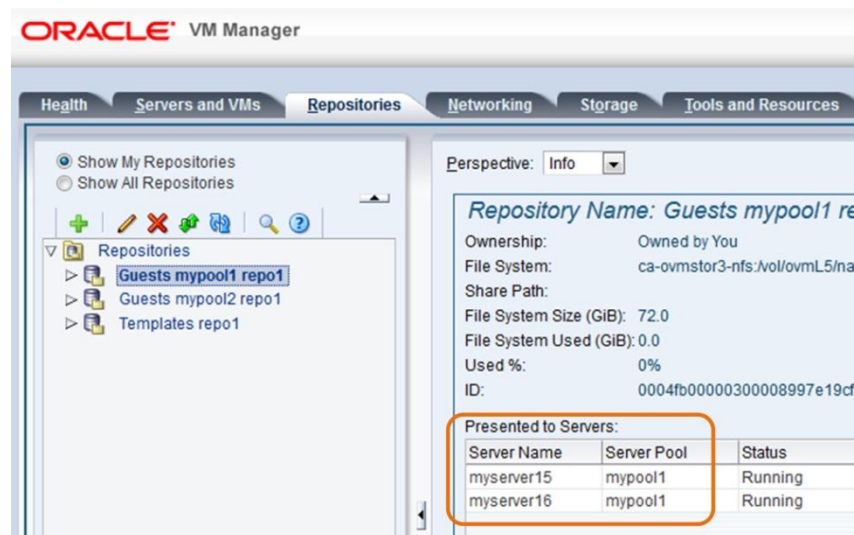 ORACLE VM Manager
Health Servers and VMs Repositories Networking Storage Tools and Resources
Show My Repositories
Show All Repositories
Repositories
Guests mypool1 repo1
Guests mypool2 repo1
Templates repo1
Perspective: Info
Repository Name: Guests mypool1 re
Ownership: Owned by You
File System: ca-ovmstor3-nfs:/vol/ovmL5/na
Share Path:
File System Size (GiB): 72.0
File System Used (GiB): 0.0
Used %: 0%
ID: 0004fb00000300008997e19cf
Presented to Servers:
Server Name Server Pool Status
myserver15 mypool1 Running
myserver16 mypool1 Running